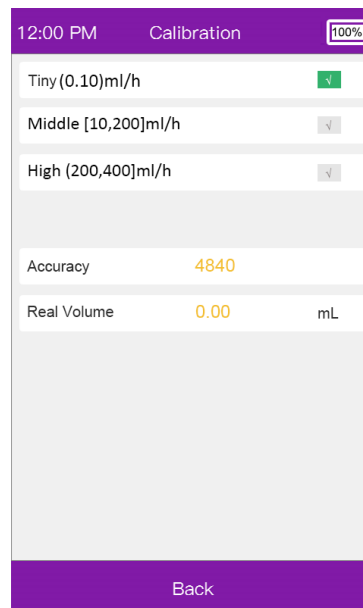 12:00 PM Calibration 100%
Tiny (0.10)ml/h √
Middle [10,200]ml/h √
High (200,400]ml/h √
Accuracy 4840
Real Volume 0.00 mL
Back